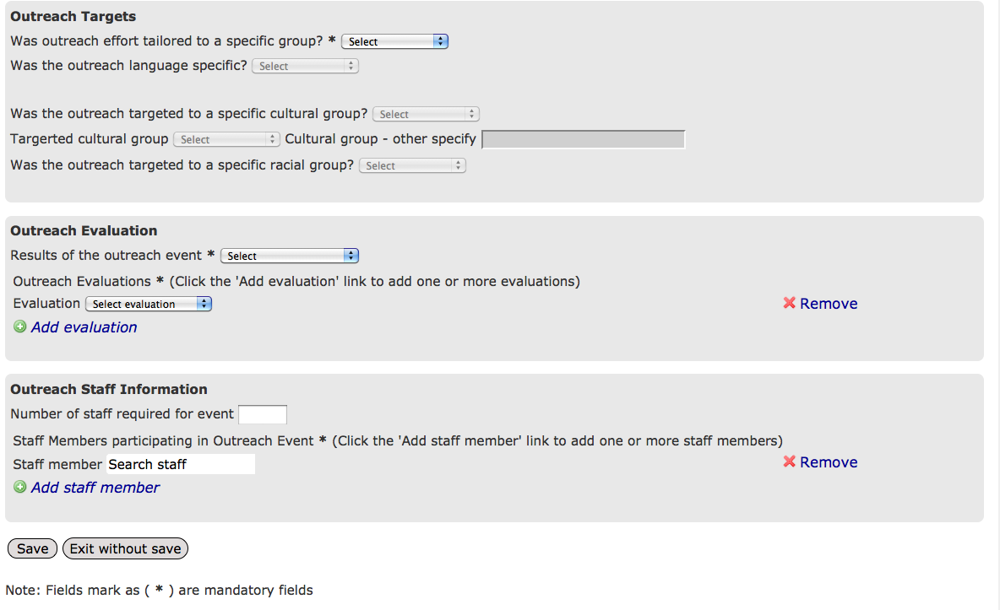 Outreach Targets
Was outreach effort tailored to a specific group? * Select
Was the outreach language specific? Select
Was the outreach targeted to a specific cultural group? Select
Targerted cultural group Select Cultural group - other specify
Was the outreach targeted to a specific racial group? Select
Outreach Evaluation
Results of the outreach event * Select
Outreach Evaluations * (Click the 'Add evaluation' link to add one or more evaluations)
Evaluation Select evaluation Remove
Add evaluation
Outreach Staff Information
Number of staff required for event
Staff Members participating in Outreach Event * (Click the 'Add staff member' link to add one or more staff members)
Staff member Search staff Remove
Add staff member
Save Exit without save
Note: Fields mark as ( * ) are mandatory fields